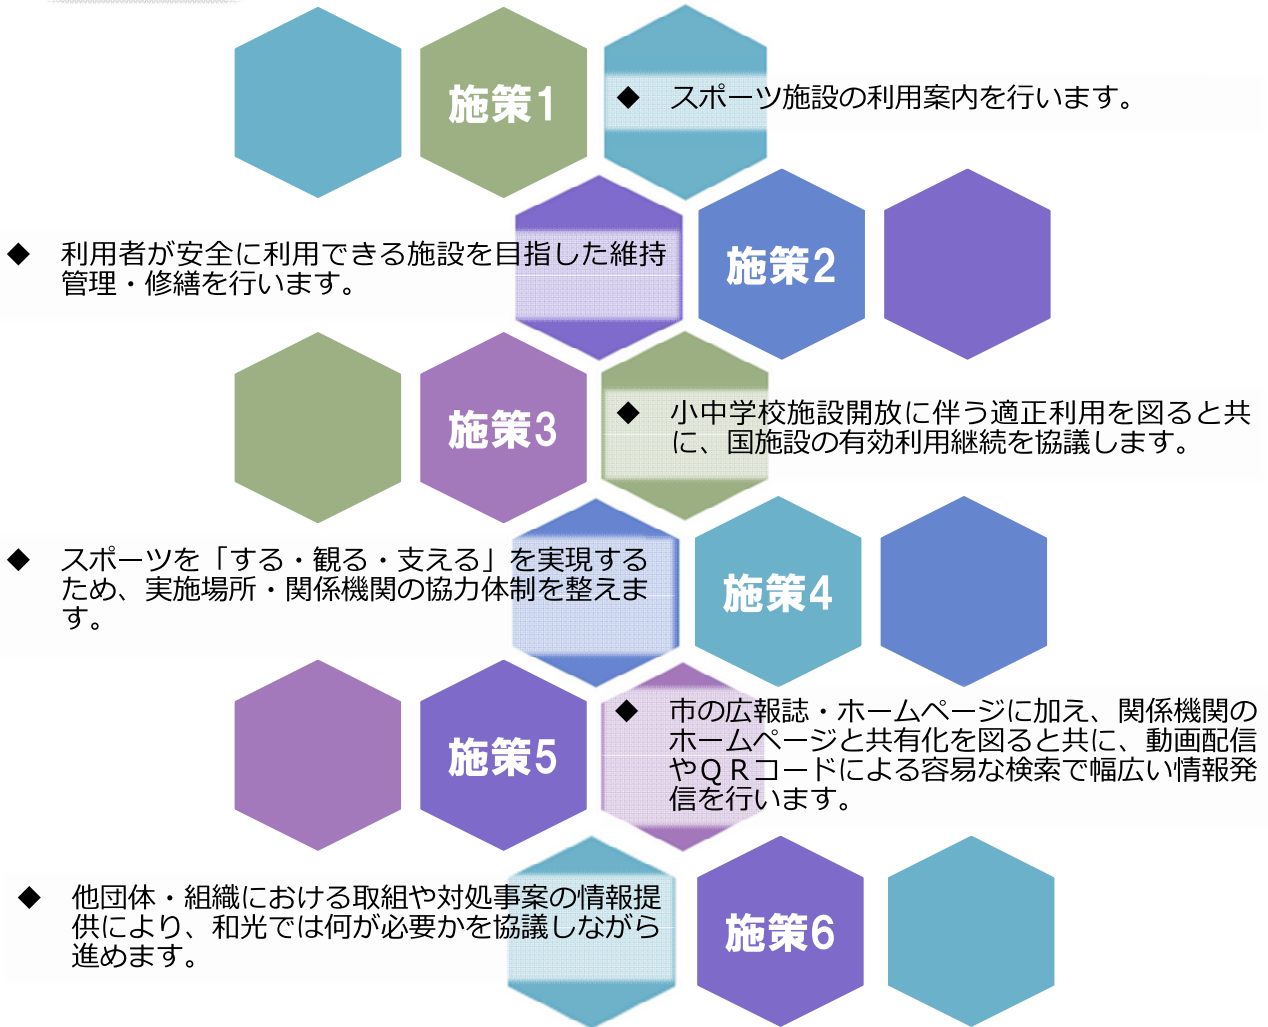 施策1
◆ スポーツ施設の利用案内を行います。
◆ 利用者が安全に利用できる施設を目指した維持
管理・修繕を行います。
施策2
施策3
◆ 小中学校施設開放に伴う適正利用を図ると共
に、国施設の有効利用継続を協議します。
◆ スポーツを「する・観る・支える」を実現する
ため、実施場所・関係機関の協力体制を整えま
す。
施策4
施策5
◆ 市の広報誌・ホームページに加え、関係機関の
ホームページと共有化を図ると共に、動画配信
やＱＲコードによる容易な検索で幅広い情報発
信を行います。
◆ 他団体・組織における取組や対処事案の情報提
供により、和光では何が必要かを協議しながら
進めます。
施策6